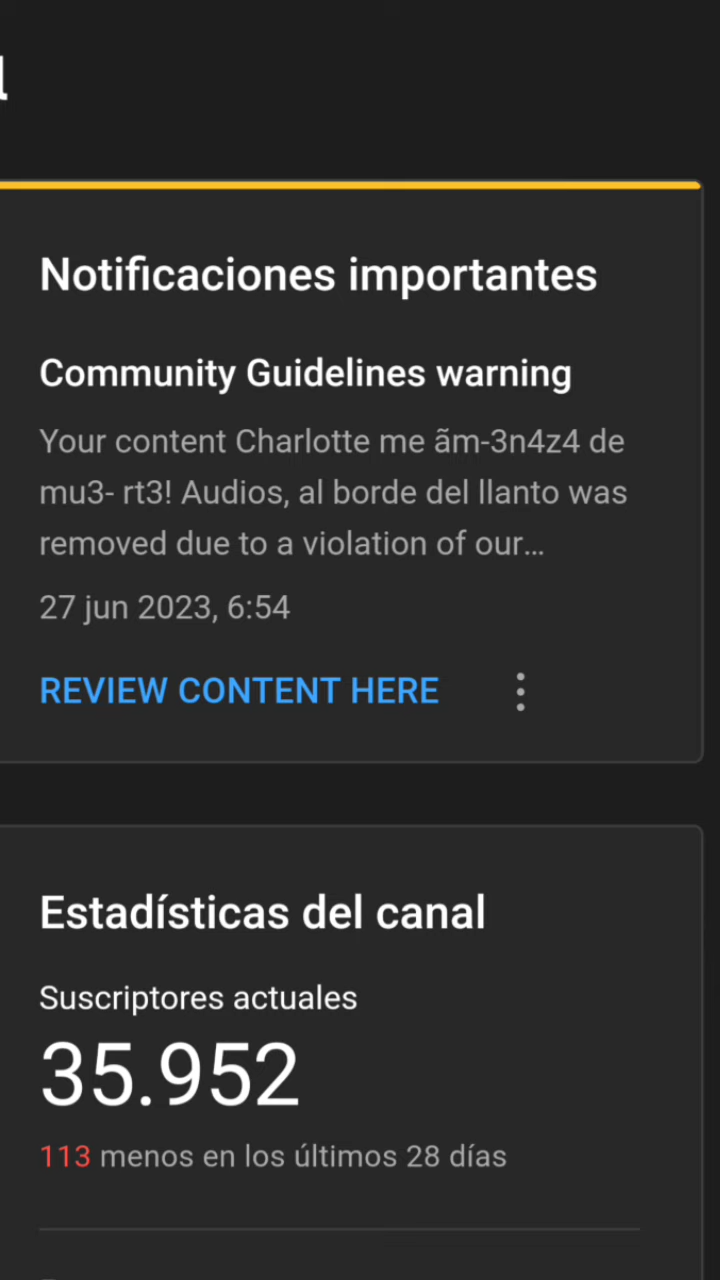 Notificaciones importantes
Community Guidelines warning
Your content Charlotte me ãm-3n4z4 de
mu3- rt3! Audios, al borde del llanto was
removed due to a violation of our...
27 jun 2023, 6:54
REVIEW CONTENT HERE
Estadísticas del canal
Suscriptores actuales
35.952
113 menos en los últimos 28 días